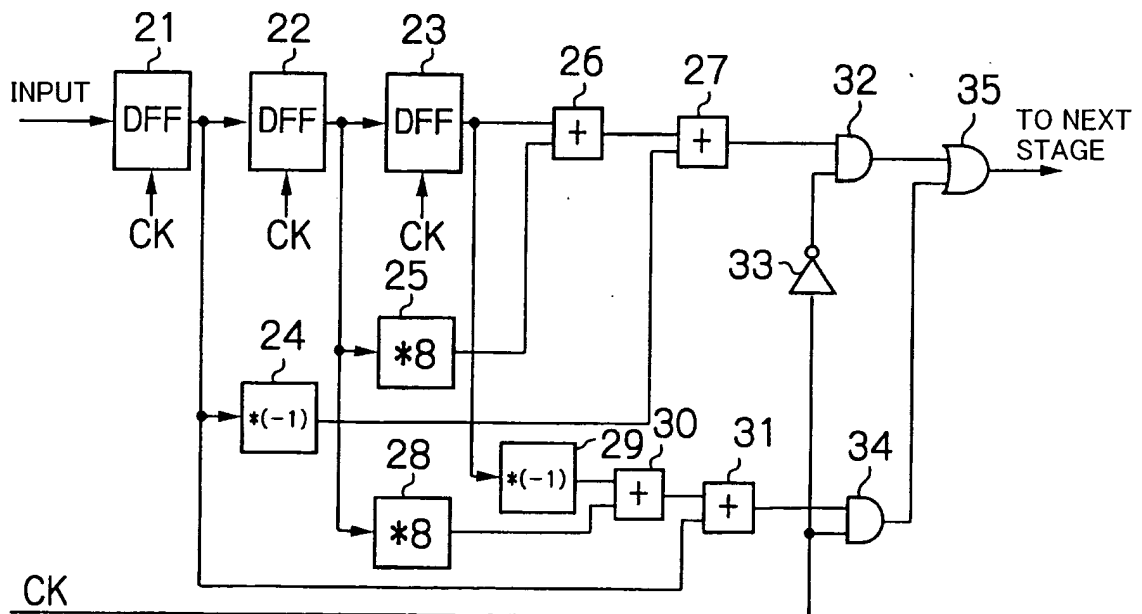 21
22
23
26
27
32
35
INPUT
DFF
DFF
DFF
+
+
TO NEXT
STAGE
CK
CK
CK
33
25
*8
24
*(-1)
29
30
31
34
*(-1)
+
+
28
*8
CK